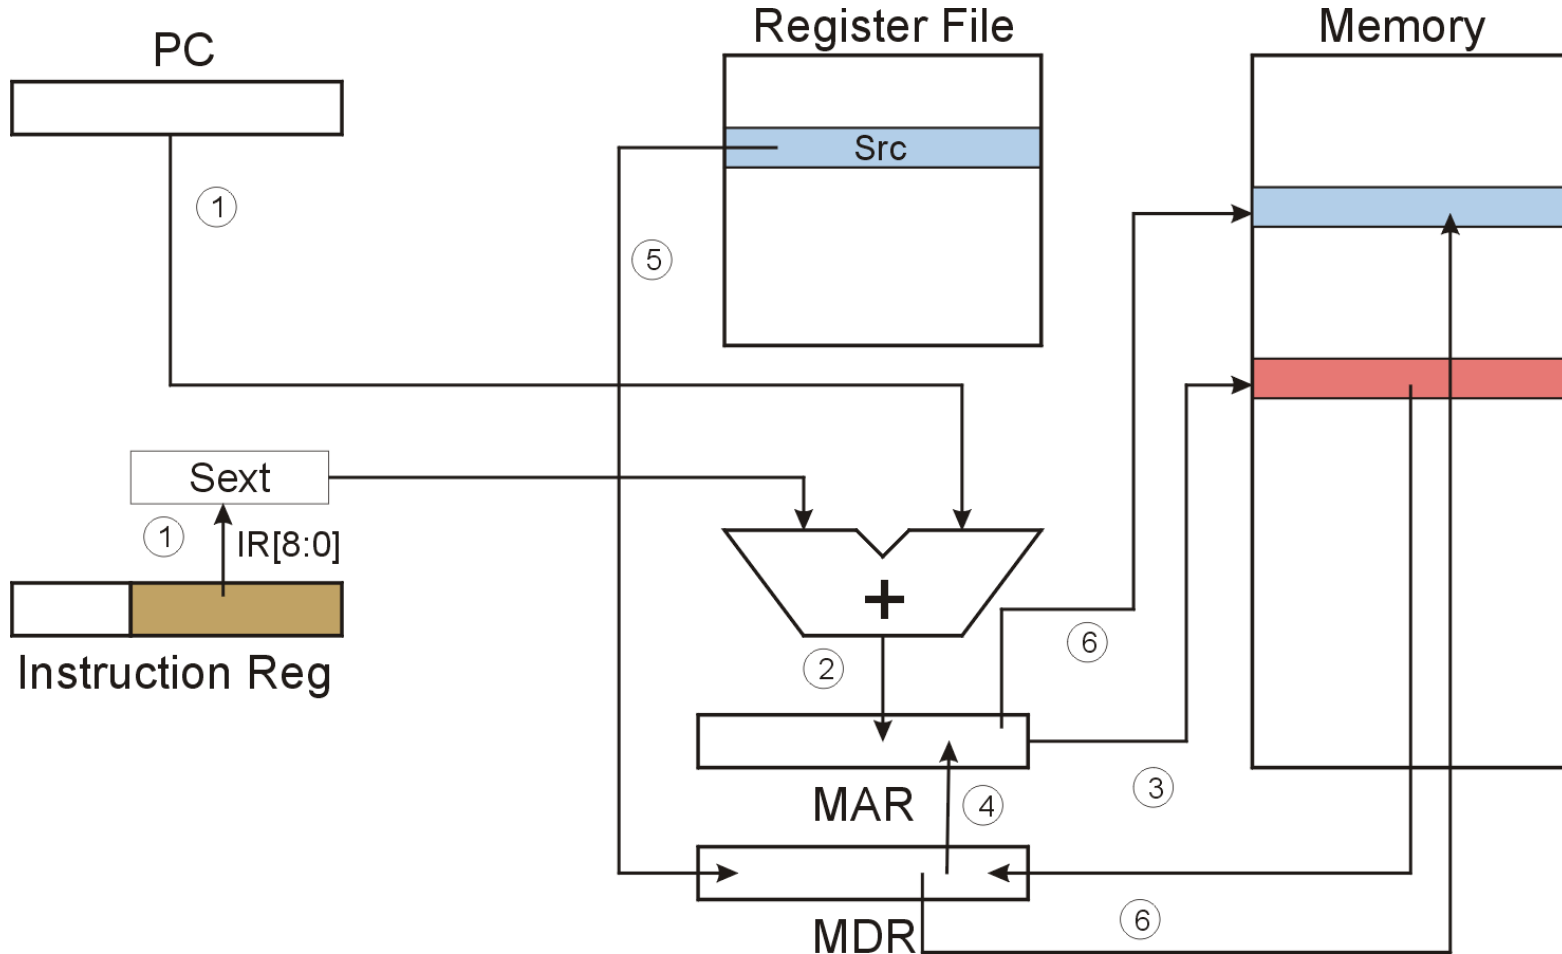 PC
Register File
Memory
Src
1
5
Sext
1
IR[8:0]
+
Instruction Reg
2
6
3
MAR
4
6
MDR